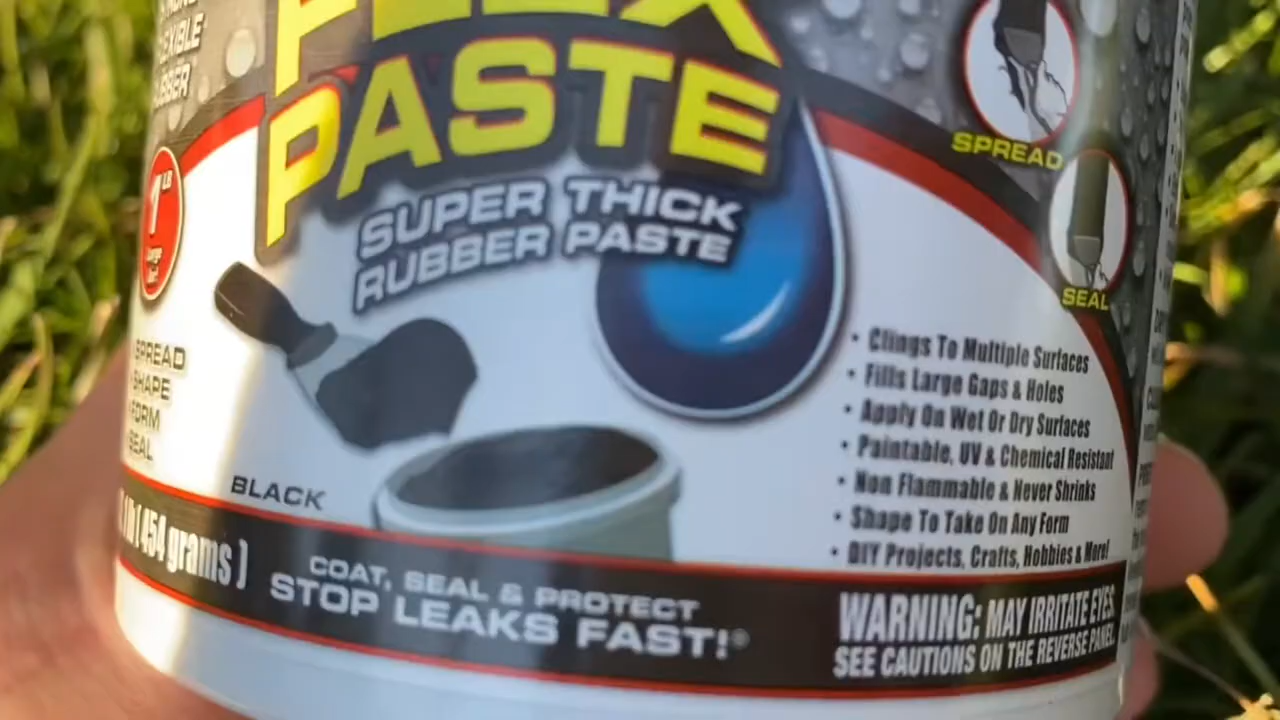 FLEX
PASTE
SUPER THICK
RUBBER PASTE
SPREAD
SEAL
1 LB
SPREAD
SHAPE
FORM
SEAL
BLACK
• Clings To Multiple Surfaces
• Fills Large Gaps & Holes
• Apply On Wet Or Dry Surfaces
• Paintable, UV & Chemical Resistant
• Non Flammable & Never Shrinks
• Shape To Take On Any Form
• DIY Projects, Crafts, Hobbies & More!
454 grams)
COAT, SEAL & PROTECT
STOP LEAKS FAST!®
WARNING: MAY IRRITATE EYES.
SEE CAUTIONS ON THE REVERSE PANEL.